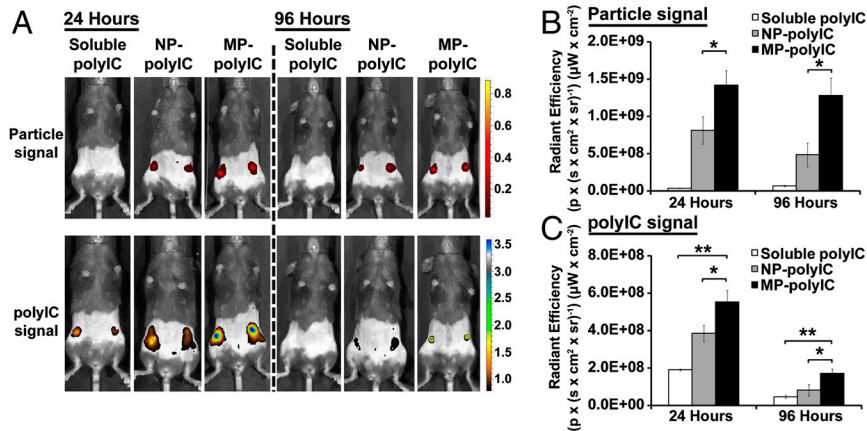 A
24 Hours
96 Hours
Soluble polyIC
NP-polyIC
MP-polyIC
Soluble polyIC
NP-polyIC
MP-polyIC
Particle signal
0.8
0.6
0.4
0.2
polyIC signal
3.5
3.0
2.5
2.0
1.5
1.0
B
Particle signal
Radiant Efficiency
(p x (s x cm² x sr)⁻¹) (µW x cm⁻²)
2.0E+09
1.5E+09
1.0E+09
5.0E+08
0.0E+00
Soluble polyIC
NP-polyIC
MP-polyIC
*
*
24 Hours
96 Hours
C
polyIC signal
Radiant Efficiency
(p x (s x cm² x sr)⁻¹) (µW x cm⁻²)
8.0E+08
6.0E+08
4.0E+08
2.0E+08
0.0E+00
Soluble polyIC
NP-polyIC
MP-polyIC
**
*
**
*
24 Hours
96 Hours